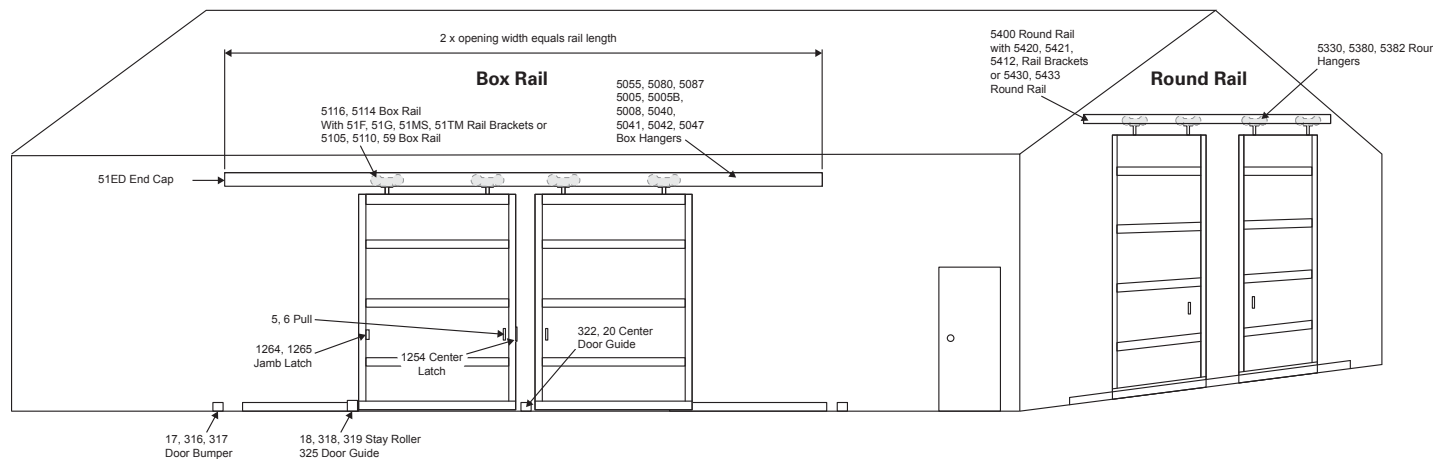 2 x opening width equals rail length
Box Rail
5116, 5114 Box Rail
With 51F, 51G, 51MS, 51TM Rail Brackets or
5105, 5110, 59 Box Rail
5055, 5080, 5087
5005, 5005B,
5008, 5040,
5041, 5042, 5047
Box Hangers
5400 Round Rail
with 5420, 5421,
5412, Rail Brackets
or 5430, 5433
Round Rail
Round Rail
5330, 5380, 5382 Rour
Hangers
51ED End Cap
5, 6 Pull
1264, 1265
Jamb Latch
1254 Center
Latch
322, 20 Center
Door Guide
17, 316, 317
Door Bumper
18, 318, 319 Stay Roller
325 Door Guide